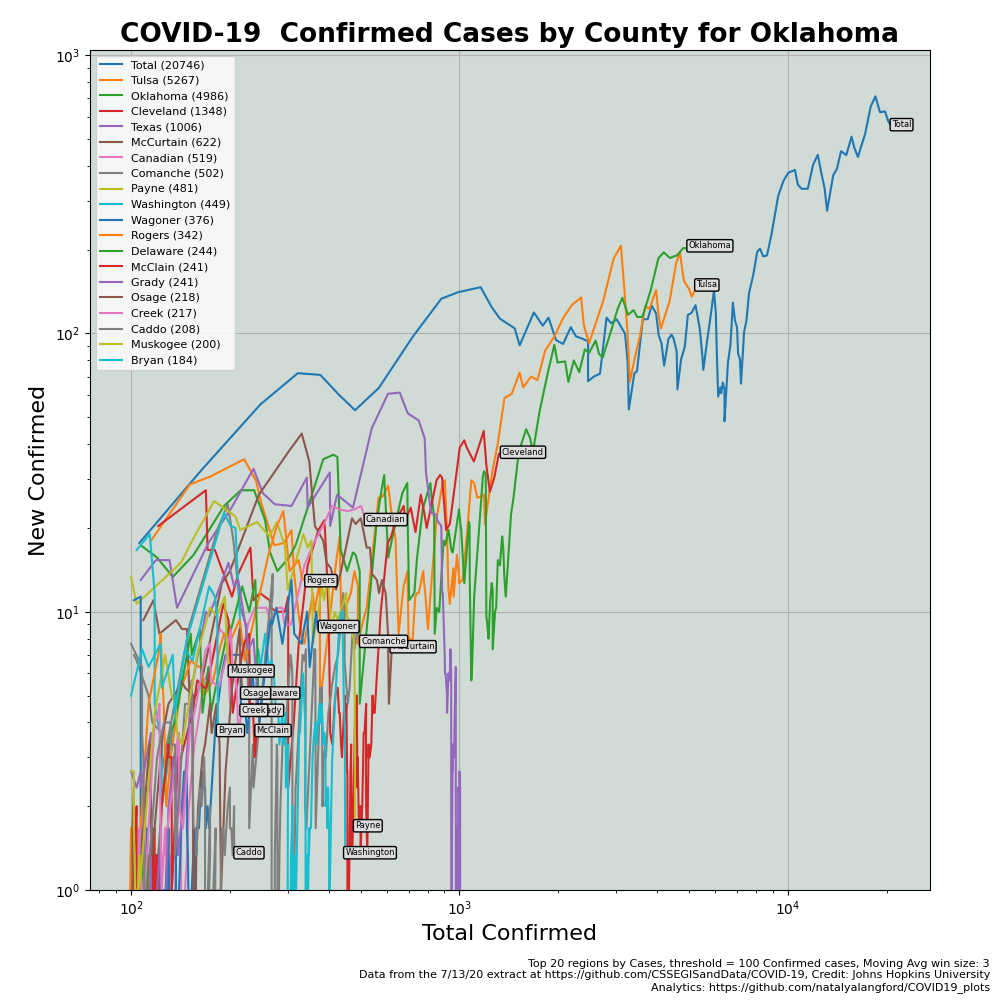 COVID-19  Confirmed Cases by County for Oklahoma
Total (20746)
Tulsa (5267)
Oklahoma (4986)
Cleveland (1348)
Texas (1006)
McCurtain (622)
Canadian (519)
Comanche (502)
Payne (481)
Washington (449)
Wagoner (376)
Rogers (342)
Delaware (244)
McClain (241)
Grady (241)
Osage (218)
Creek (217)
Caddo (208)
Muskogee (200)
Bryan (184)
10³
10²
10¹
10⁰
New Confirmed
Total
Oklahoma
Tulsa
Cleveland
Canadian
Rogers
Wagoner
Comanche
Curtain
Muskogee
Osage
aware
Creek
ady
Bryan
McClain
Payne
Caddo
Washington
10²
10³
10⁴
Total Confirmed
Top 20 regions by Cases, threshold = 100 Confirmed cases, Moving Avg win size: 3
Data from the 7/13/20 extract at https://github.com/CSSEGISandData/COVID-19, Credit: Johns Hopkins University
Analytics: https://github.com/natalyalangford/COVID19_plots